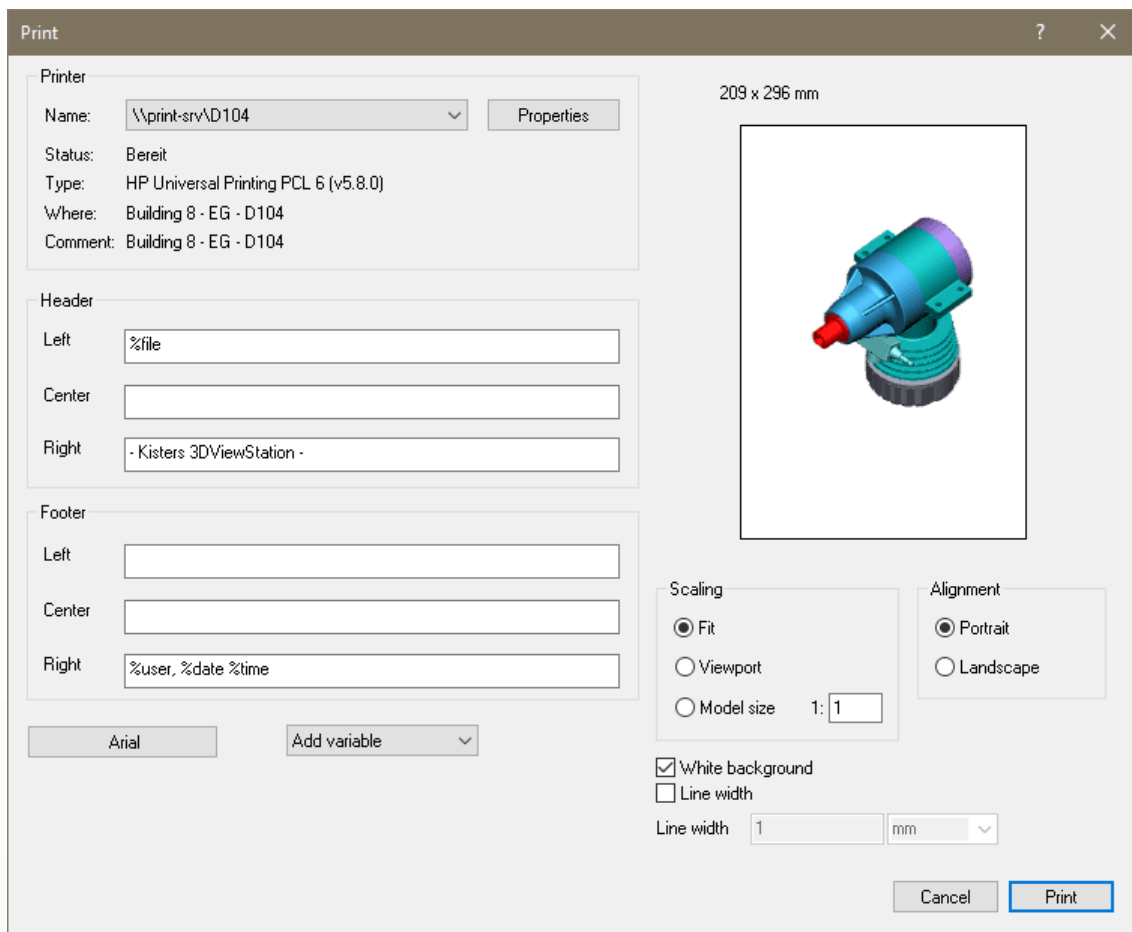 Print
Printer
Name: \\print-srv\D104 Properties
Status: Bereit
Type: HP Universal Printing PCL 6 (v5.8.0)
Where: Building 8 - EG - D104
Comment: Building 8 - EG - D104
Header
Left %file
Center
Right - Kisters 3DViewStation -
Footer
Left
Center
Right %user, %date %time
Arial Add variable
209 x 296 mm
Scaling
Fit
Viewport
Model size 1: 1
Alignment
Portrait
Landscape
White background
Line width
Line width 1 mm
Cancel Print